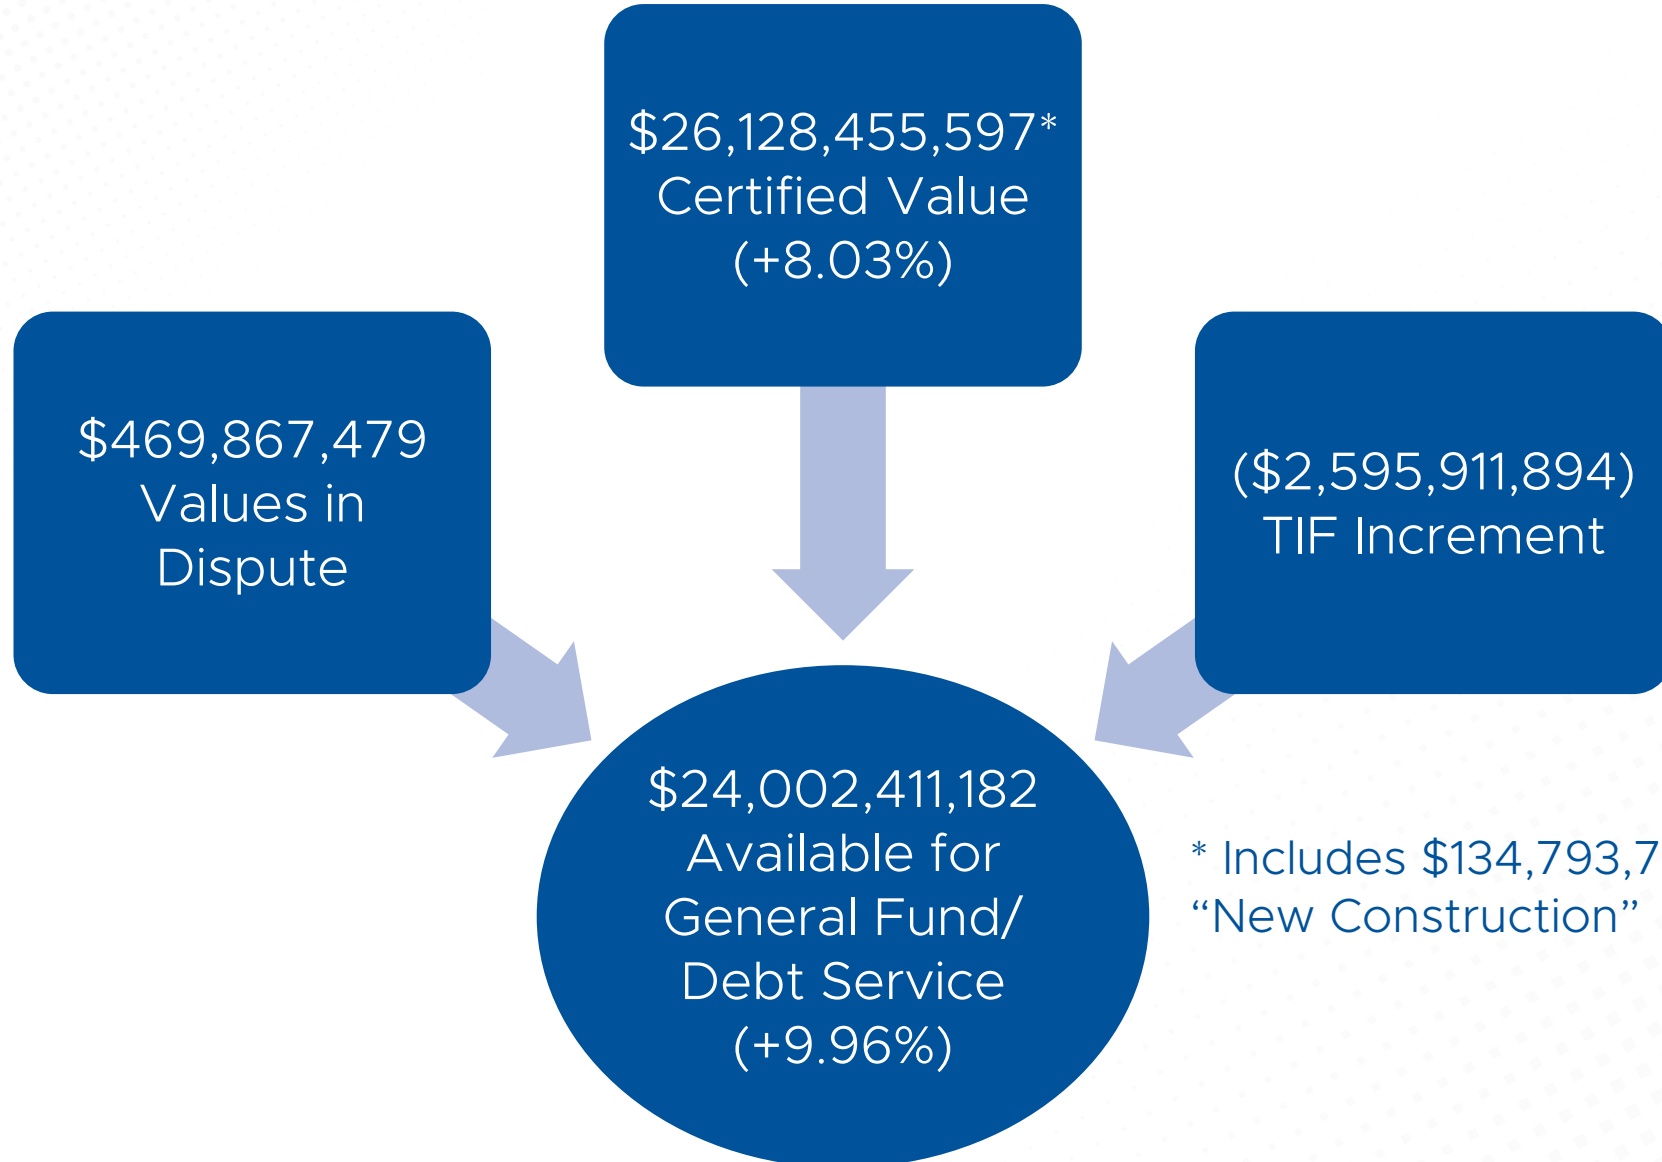 $26,128,455,597*
Certified Value
(+8.03%)
$469,867,479
Values in
Dispute
($2,595,911,894)
TIF Increment
$24,002,411,182
Available for
General Fund/
Debt Service
(+9.96%)
* Includes $134,793,7
“New Construction”